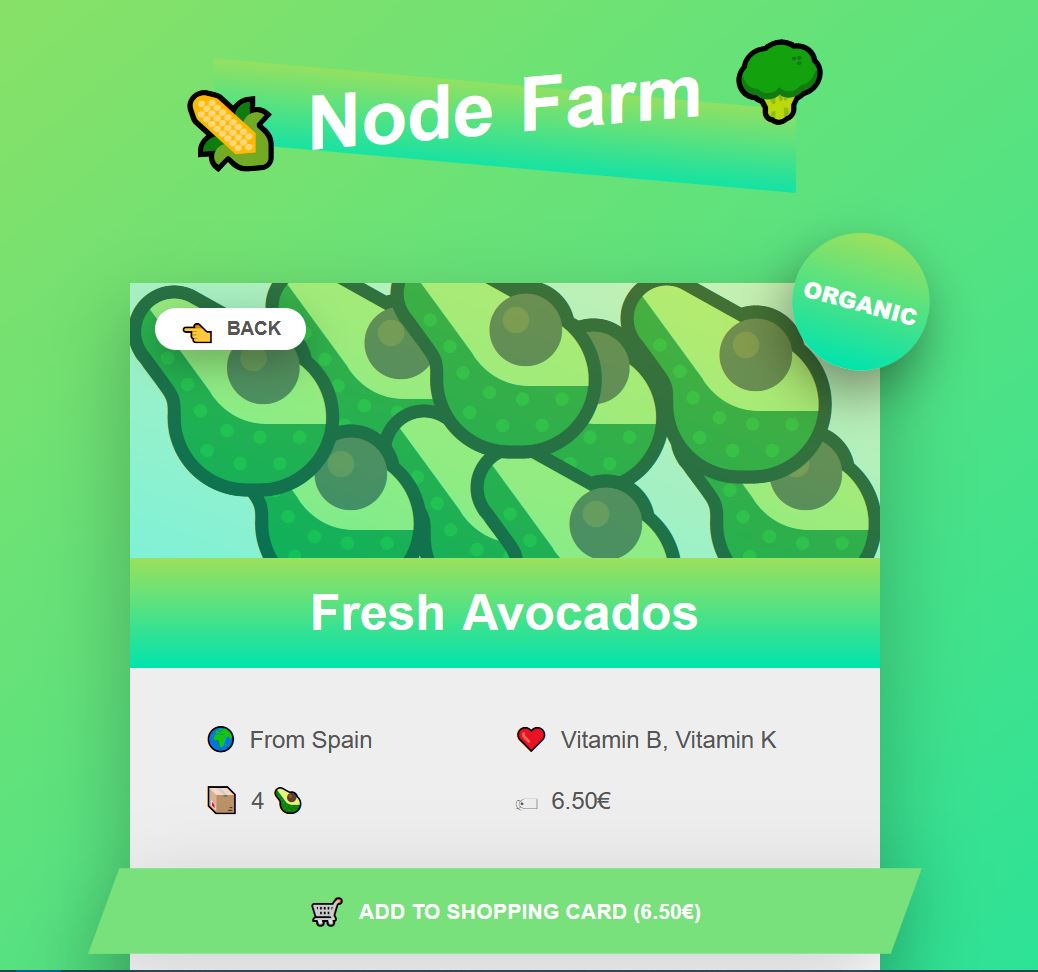 Node Farm
ORGANIC
BACK
Fresh Avocados
From Spain
Vitamin B, Vitamin K
4
6.50€
ADD TO SHOPPING CARD (6.50€)